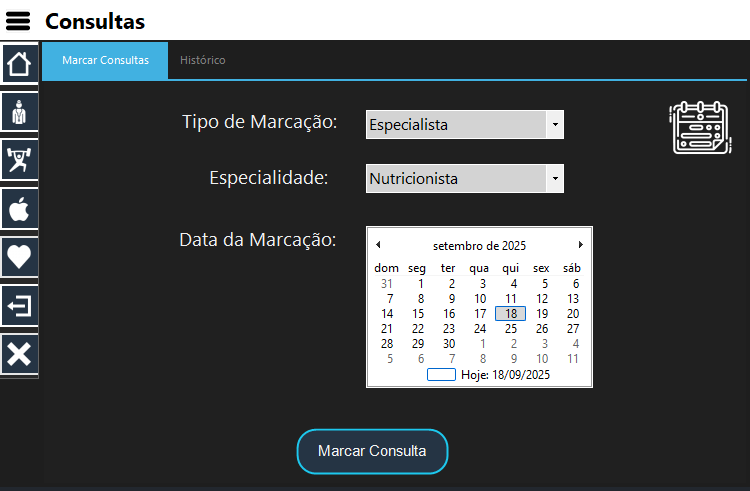 Consultas
Marcar Consultas Histórico
Tipo de Marcação: Especialista
Especialidade: Nutricionista
Data da Marcação:
setembro de 2025
dom seg ter qua qui sex sáb
31 1 2 3 4 5 6
7 8 9 10 11 12 13
14 15 16 17 18 19 20
21 22 23 24 25 26 27
28 29 30 1 2 3 4
5 6 7 8 9 10 11
Hoje: 18/09/2025
Marcar Consulta